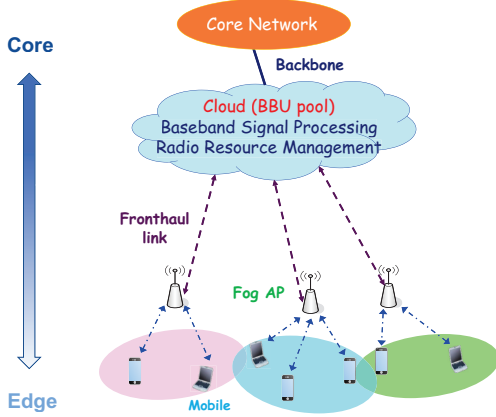 Core Network
Core
Backbone
Cloud (BBU pool)
Baseband Signal Processing
Radio Resource Management
Fronthaul
link
Fog AP
Mobile
Edge